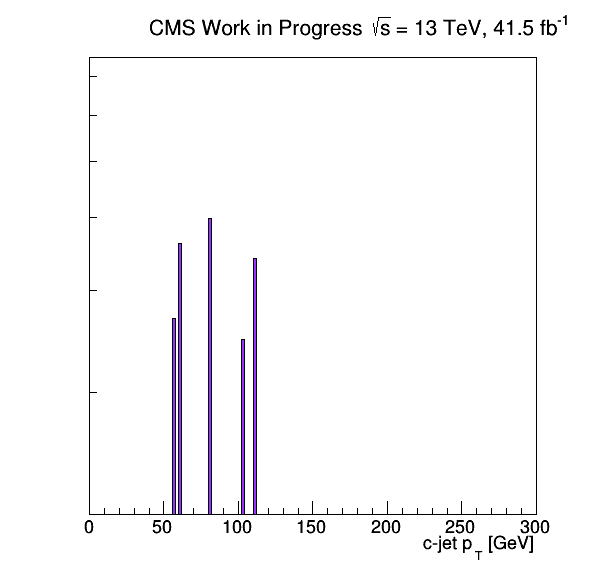 CMS Work in Progress √s = 13 TeV, 41.5 fb⁻¹
0 50 100 150 200 250 300
c-jet p_T [GeV]